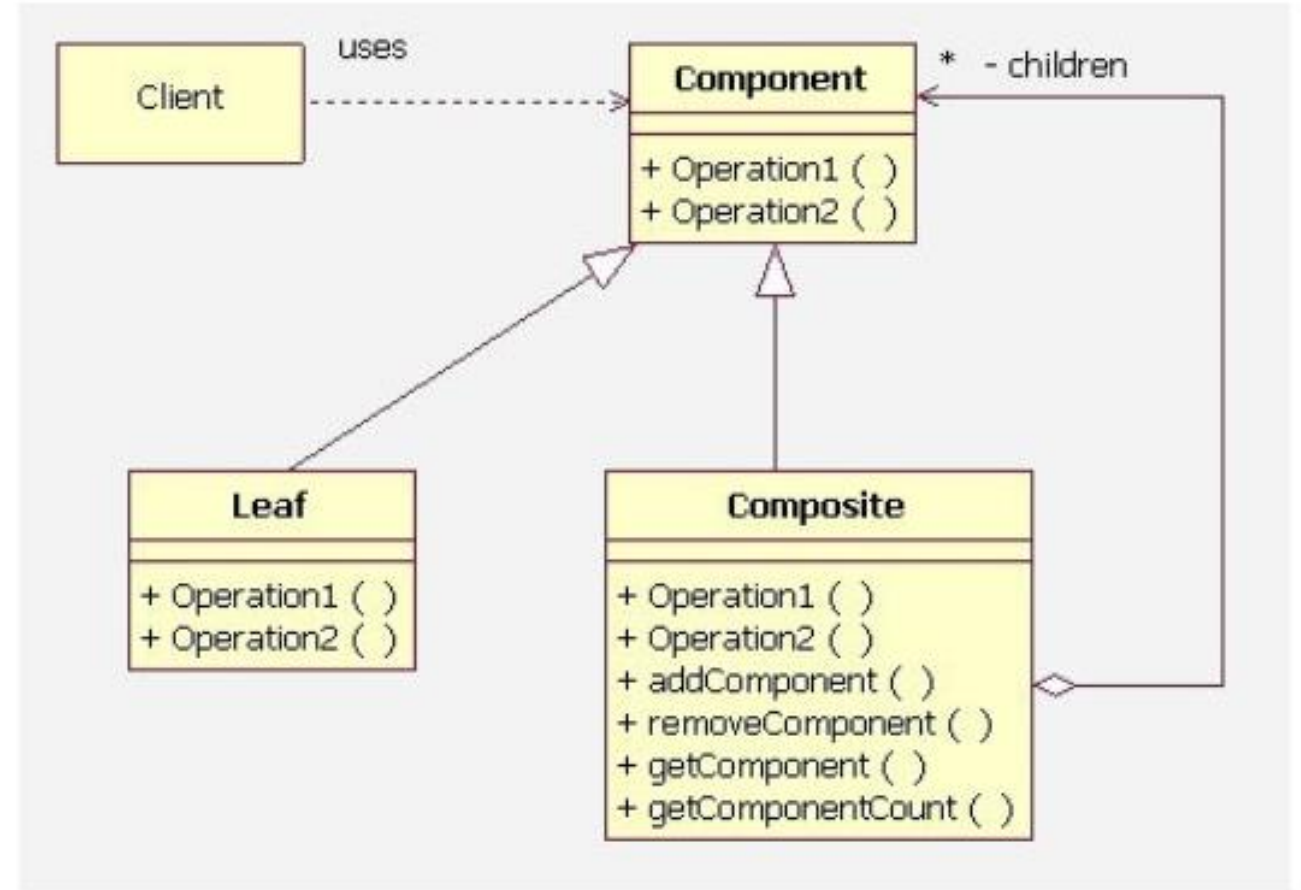 uses
Client
Component
* - children
+ Operation1 ( )
+ Operation2 ( )
Leaf
+ Operation1 ( )
+ Operation2 ( )
Composite
+ Operation1 ( )
+ Operation2 ( )
+ addComponent ( )
+ removeComponent ( )
+ getComponent ( )
+ getComponentCount ( )